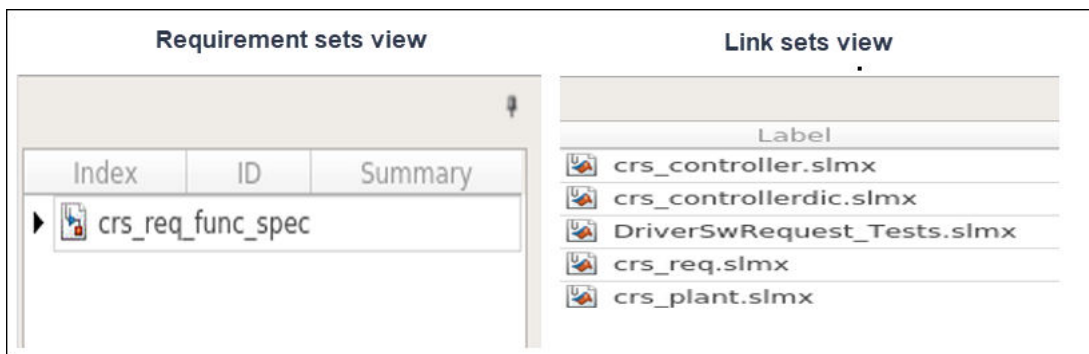 Requirement sets view
Index ID Summary
crs_req_func_spec
Link sets view
Label
crs_controller.slmx
crs_controllerdic.slmx
DriverSwRequest_Tests.slmx
crs_req.slmx
crs_plant.slmx